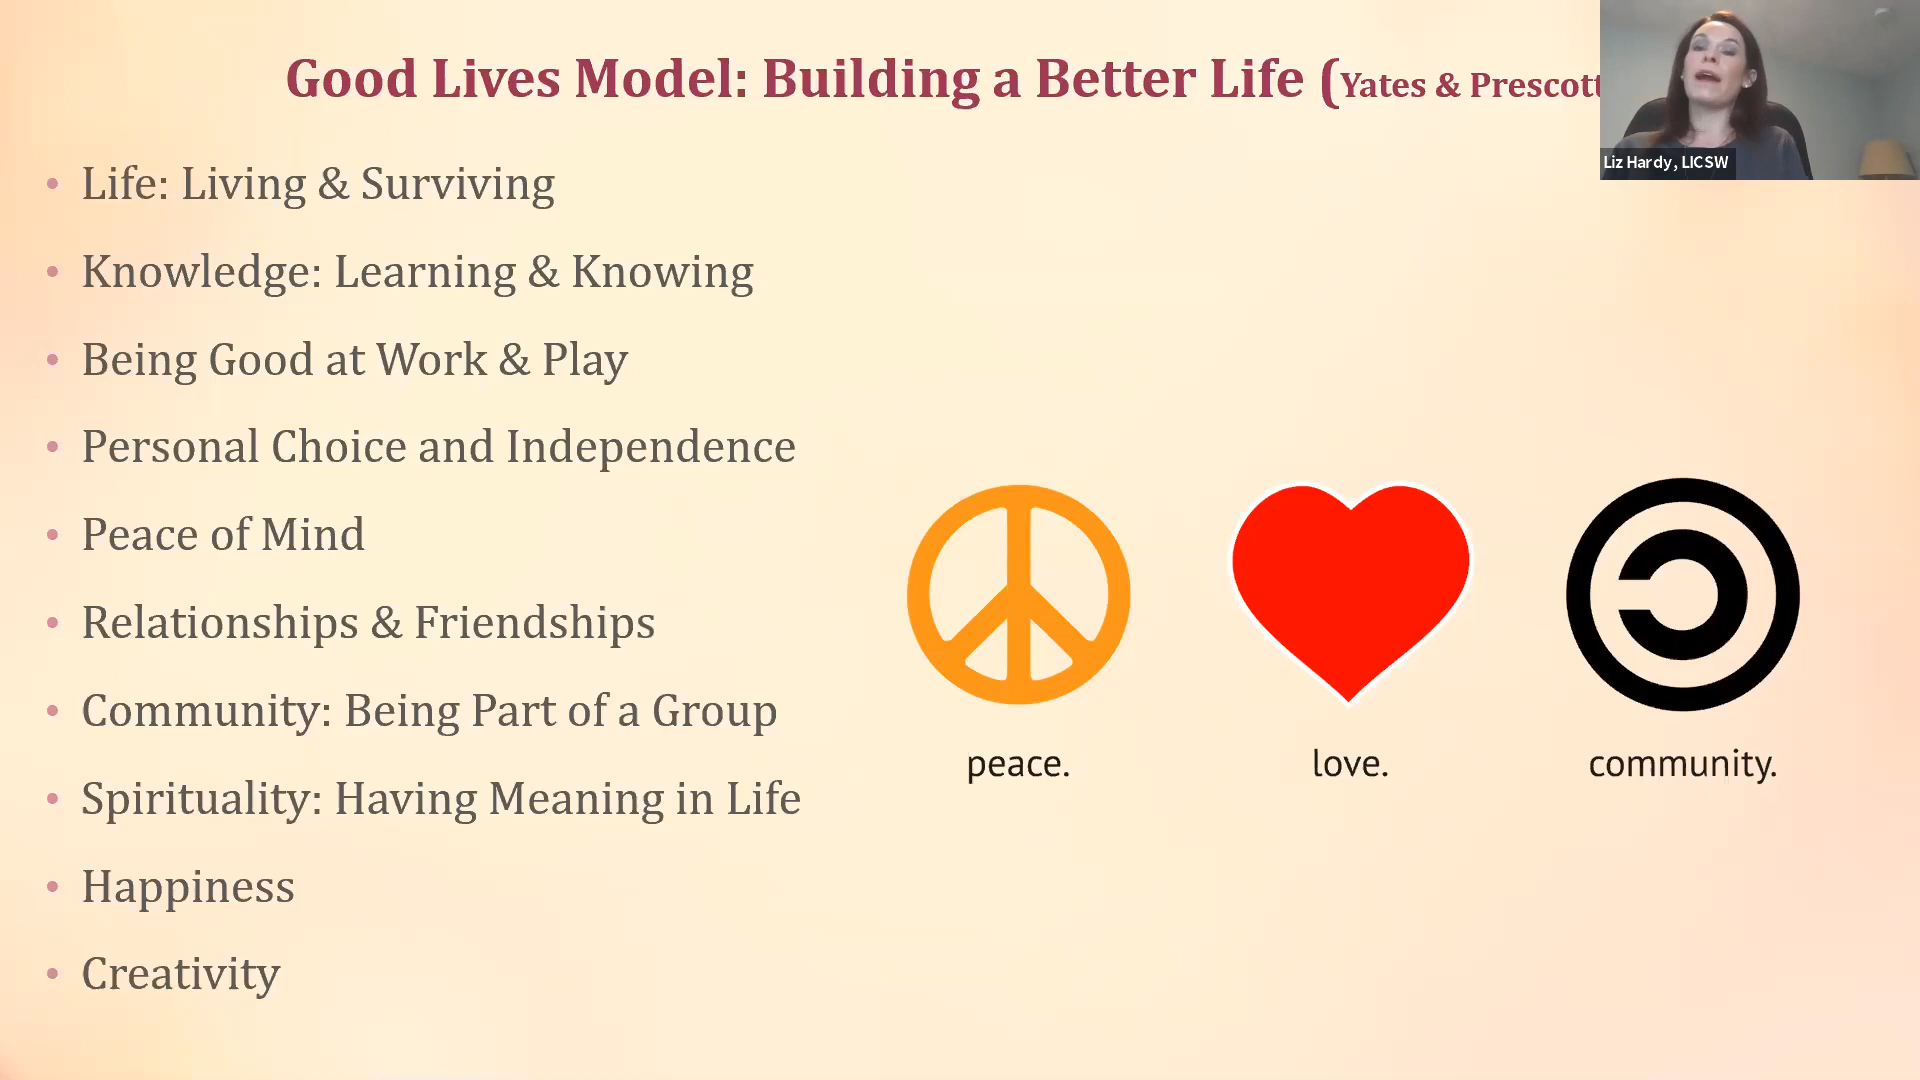 Good Lives Model: Building a Better Life (Yates & Prescott
Liz Hardy, LICSW
• Life: Living & Surviving
• Knowledge: Learning & Knowing
• Being Good at Work & Play
• Personal Choice and Independence
• Peace of Mind
• Relationships & Friendships
• Community: Being Part of a Group
• Spirituality: Having Meaning in Life
• Happiness
• Creativity
peace. love. community.